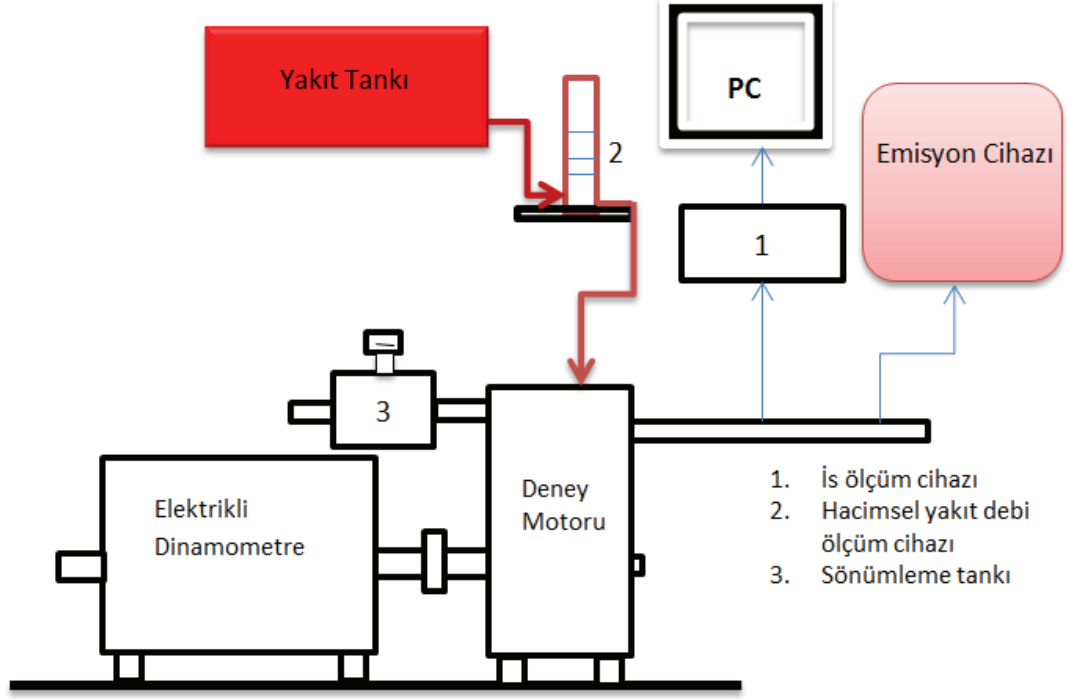 Yakıt Tankı
2
PC
Emisyon Cihazı
1
3
Elektrikli
Dinamometre
Deney
Motoru
1. İs ölçüm cihazı
2. Hacimsel yakıt debi
ölçüm cihazı
3. Sönümleme tankı